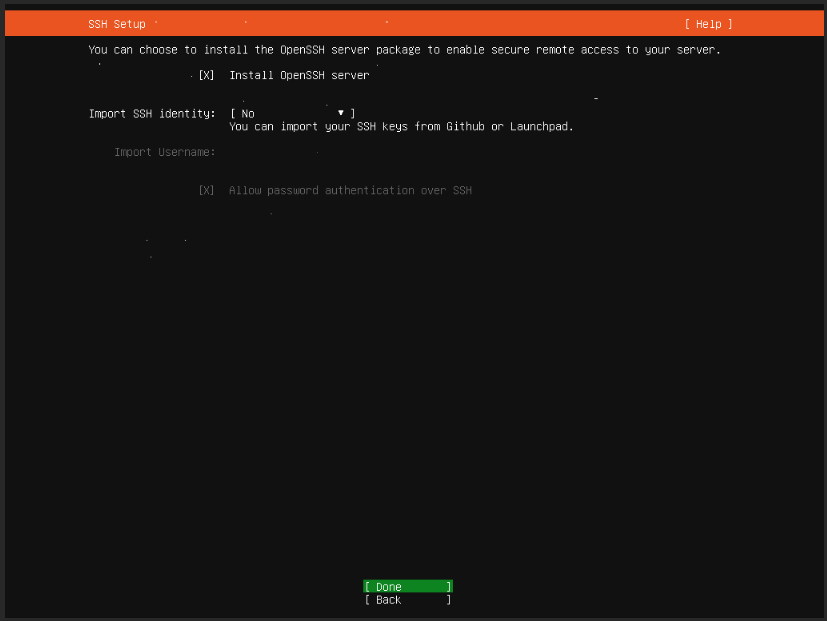 SSH Setup [ Help ]
You can choose to install the OpenSSH server package to enable secure remote access to your server.
[X] Install OpenSSH server
Import SSH identity: [ No ▼ ]
You can import your SSH keys from Github or Launchpad.
Import Username:
[X] Allow password authentication over SSH
[ Done ]
[ Back ]